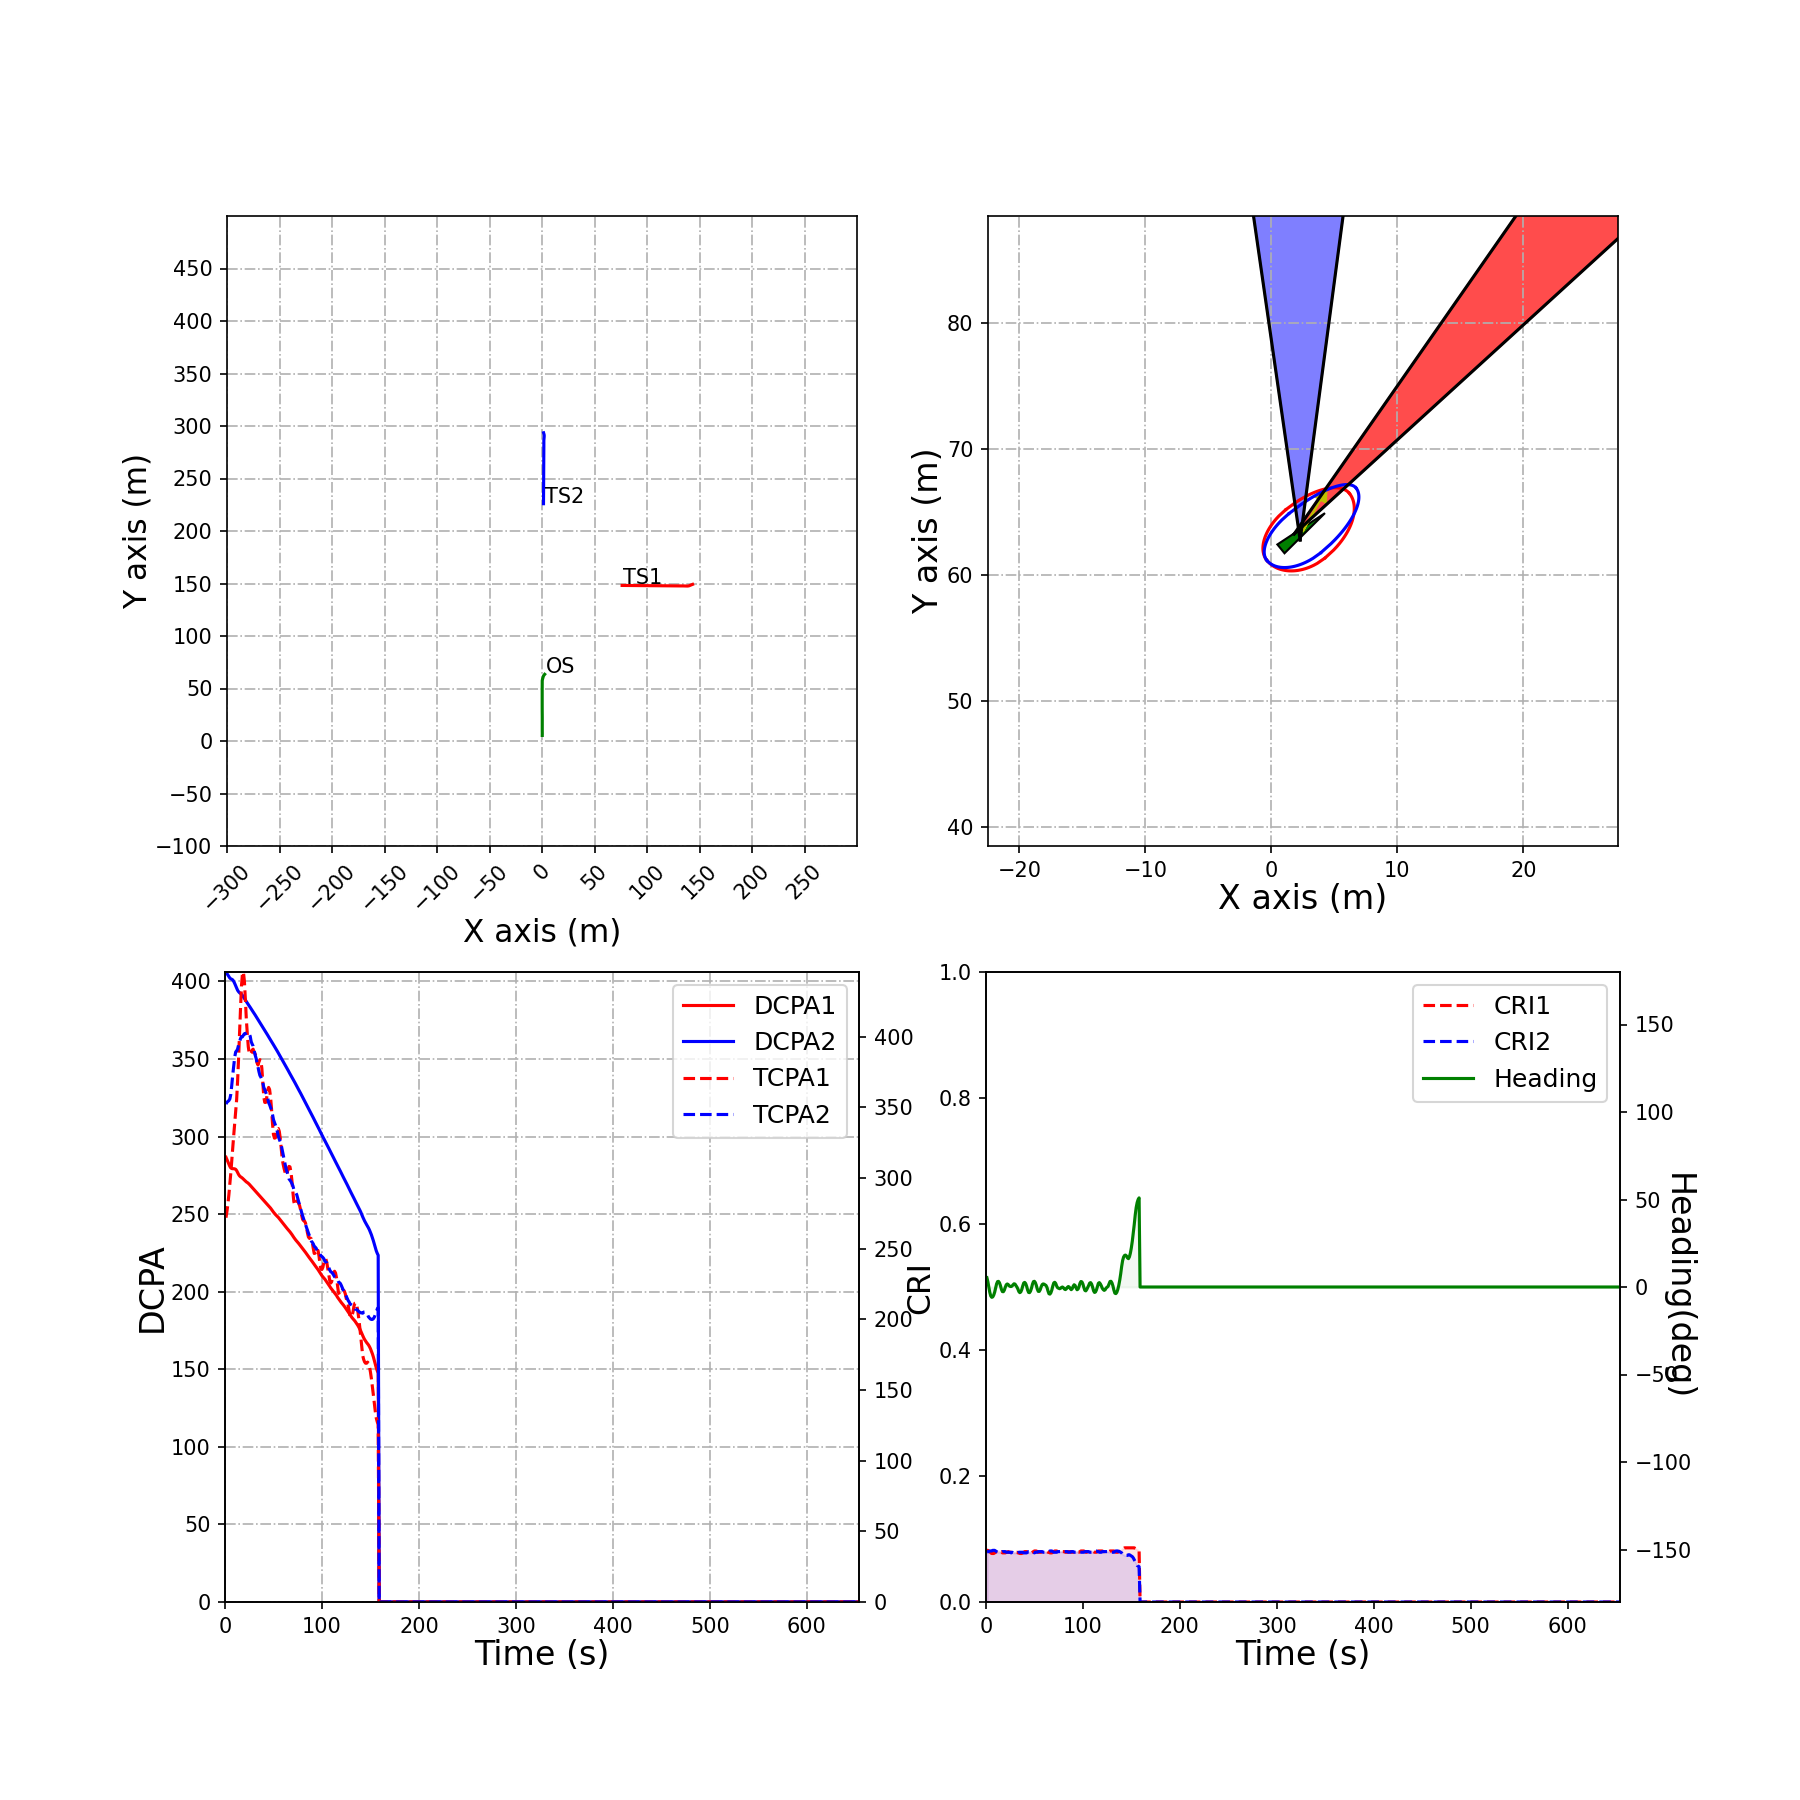 450
400
350
300
250
200
150
100
50
0
−50
−100
Y axis (m)
TS2
TS1
OS
−300 −250 −200 −150 −100 −50 0 50 100 150 200 250
X axis (m)
80
70
60
50
40
Y axis (m)
−20 −10 0 10 20
X axis (m)
400
350
300
250
200
150
100
50
0
DCPA
DCPA1
DCPA2
TCPA1
TCPA2
400
350
300
250
200
150
100
50
0
0 100 200 300 400 500 600
Time (s)
1.0
0.8
0.6
0.4
0.2
0.0
CRI
CRI1
CRI2
Heading
150
100
50
0
−50
−100
−150
Heading(deg)
0 100 200 300 400 500 600
Time (s)